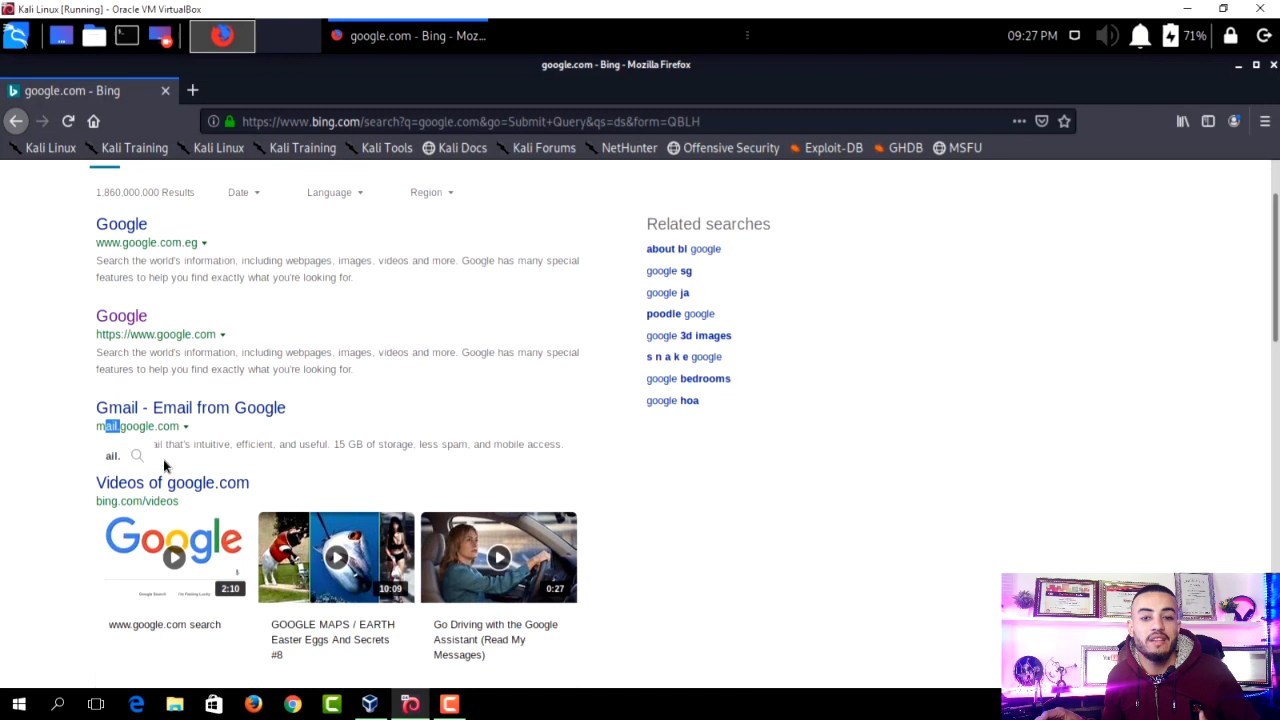 Kali Linux [Running] - Oracle VM VirtualBox
google.com - Bing - Moz...
09:27 PM
71%
google.com - Bing - Mozilla Firefox
google.com - Bing
https://www.bing.com/search?q=google.com&go=Submit+Query&qs=ds&form=QBLH
Kali Linux Kali Training Kali Linux Kali Training Kali Tools Kali Docs Kali Forums NetHunter Offensive Security Exploit-DB GHDB MSFU
1,860,000,000 Results Date Language Region
Google
www.google.com.eg
Search the world's information, including webpages, images, videos and more. Google has many special
features to help you find exactly what you're looking for.
Google
https://www.google.com
Search the world's information, including webpages, images, videos and more. Google has many special
features to help you find exactly what you're looking for.
Gmail - Email from Google
mail.google.com
ail that's intuitive, efficient, and useful. 15 GB of storage, less spam, and mobile access.
ail.
Videos of google.com
bing.com/videos
Google
Google Search I'm Feeling Lucky
2:10
10:09
0:27
www.google.com search
GOOGLE MAPS / EARTH
Easter Eggs And Secrets
#8
Go Driving with the Google
Assistant (Read My
Messages)
Related searches
about bl google
google sg
google ja
poodle google
google 3d images
s n a k e google
google bedrooms
google hoa